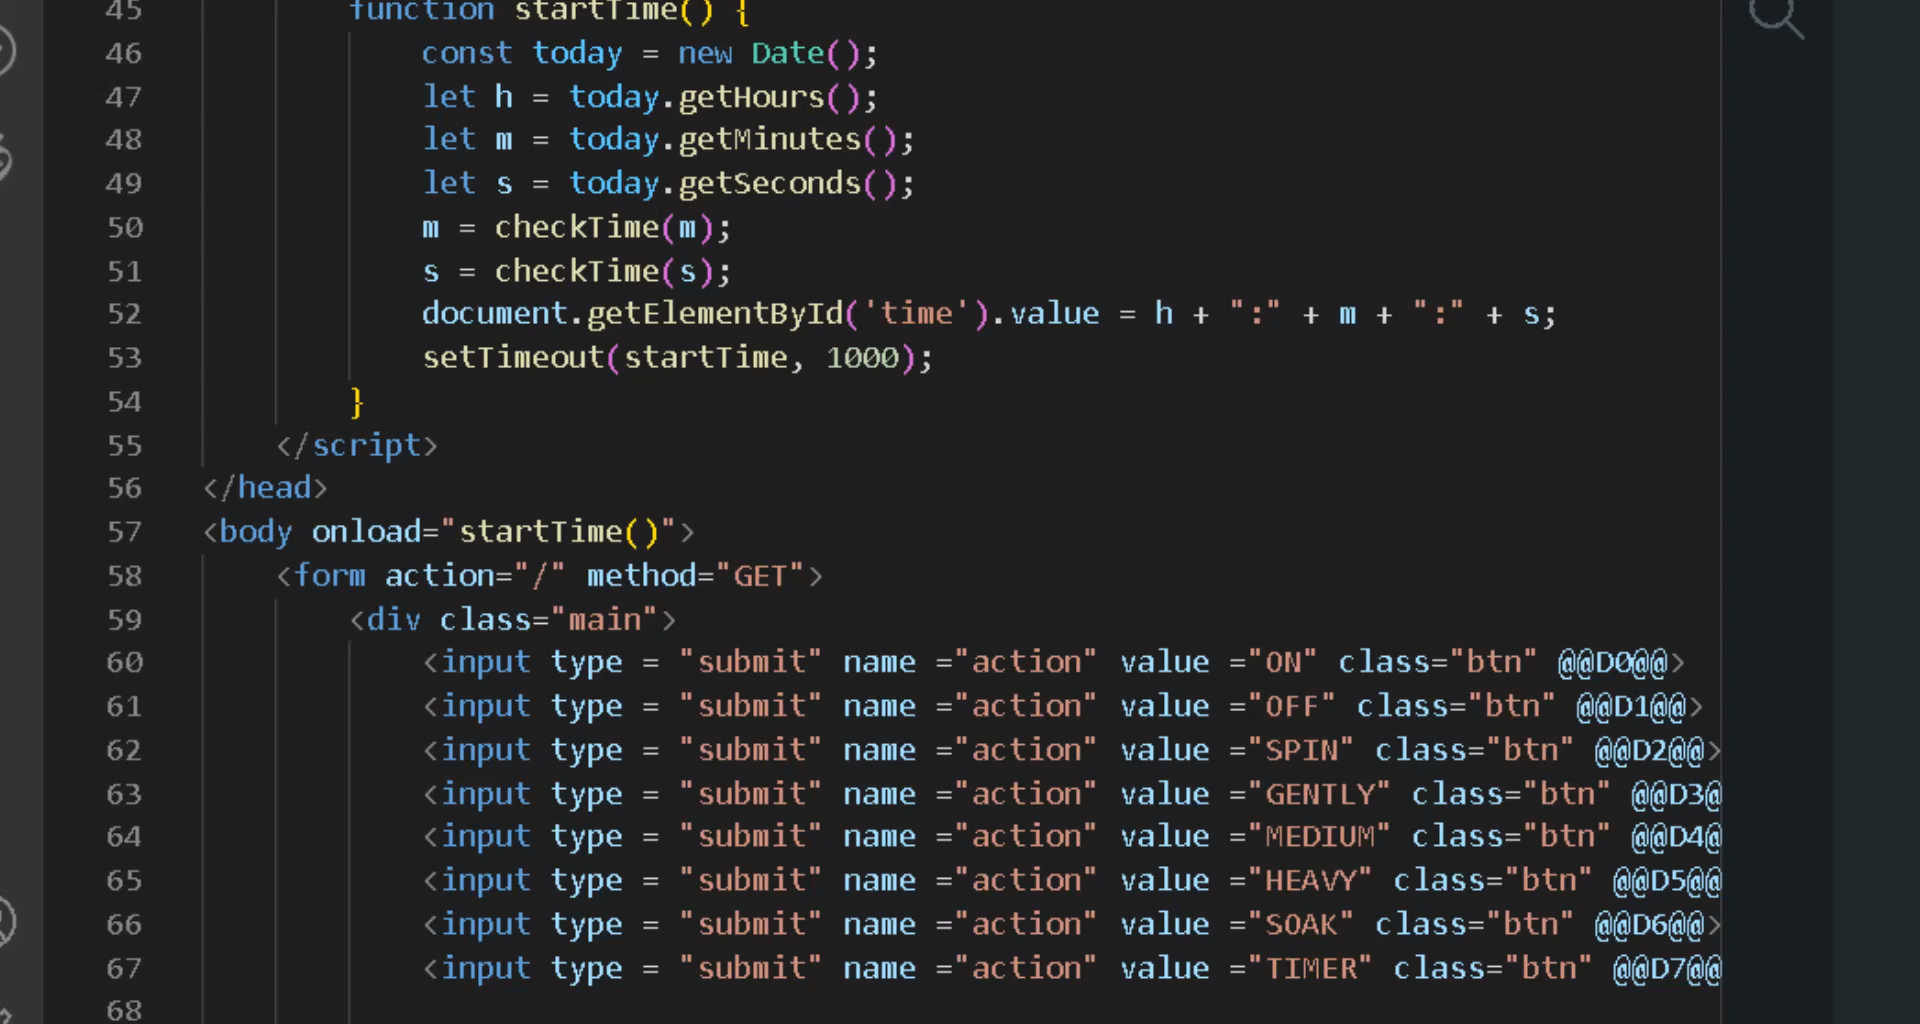 45 function startTime() {
46 const today = new Date();
47 let h = today.getHours();
48 let m = today.getMinutes();
49 let s = today.getSeconds();
50 m = checkTime(m);
51 s = checkTime(s);
52 document.getElementById('time').value = h + ":" + m + ":" + s;
53 setTimeout(startTime, 1000);
54 }
55 </script>
56 </head>
57 <body onload="startTime()">
58 <form action="/" method="GET">
59 <div class="main">
60 <input type = "submit" name ="action" value ="ON" class="btn" @@D0@@>
61 <input type = "submit" name ="action" value ="OFF" class="btn" @@D1@@>
62 <input type = "submit" name ="action" value ="SPIN" class="btn" @@D2@@>
63 <input type = "submit" name ="action" value ="GENTLY" class="btn" @@D3@
64 <input type = "submit" name ="action" value ="MEDIUM" class="btn" @@D4@
65 <input type = "submit" name ="action" value ="HEAVY" class="btn" @@D5@@
66 <input type = "submit" name ="action" value ="SOAK" class="btn" @@D6@@>
67 <input type = "submit" name ="action" value ="TIMER" class="btn" @@D7@@
68